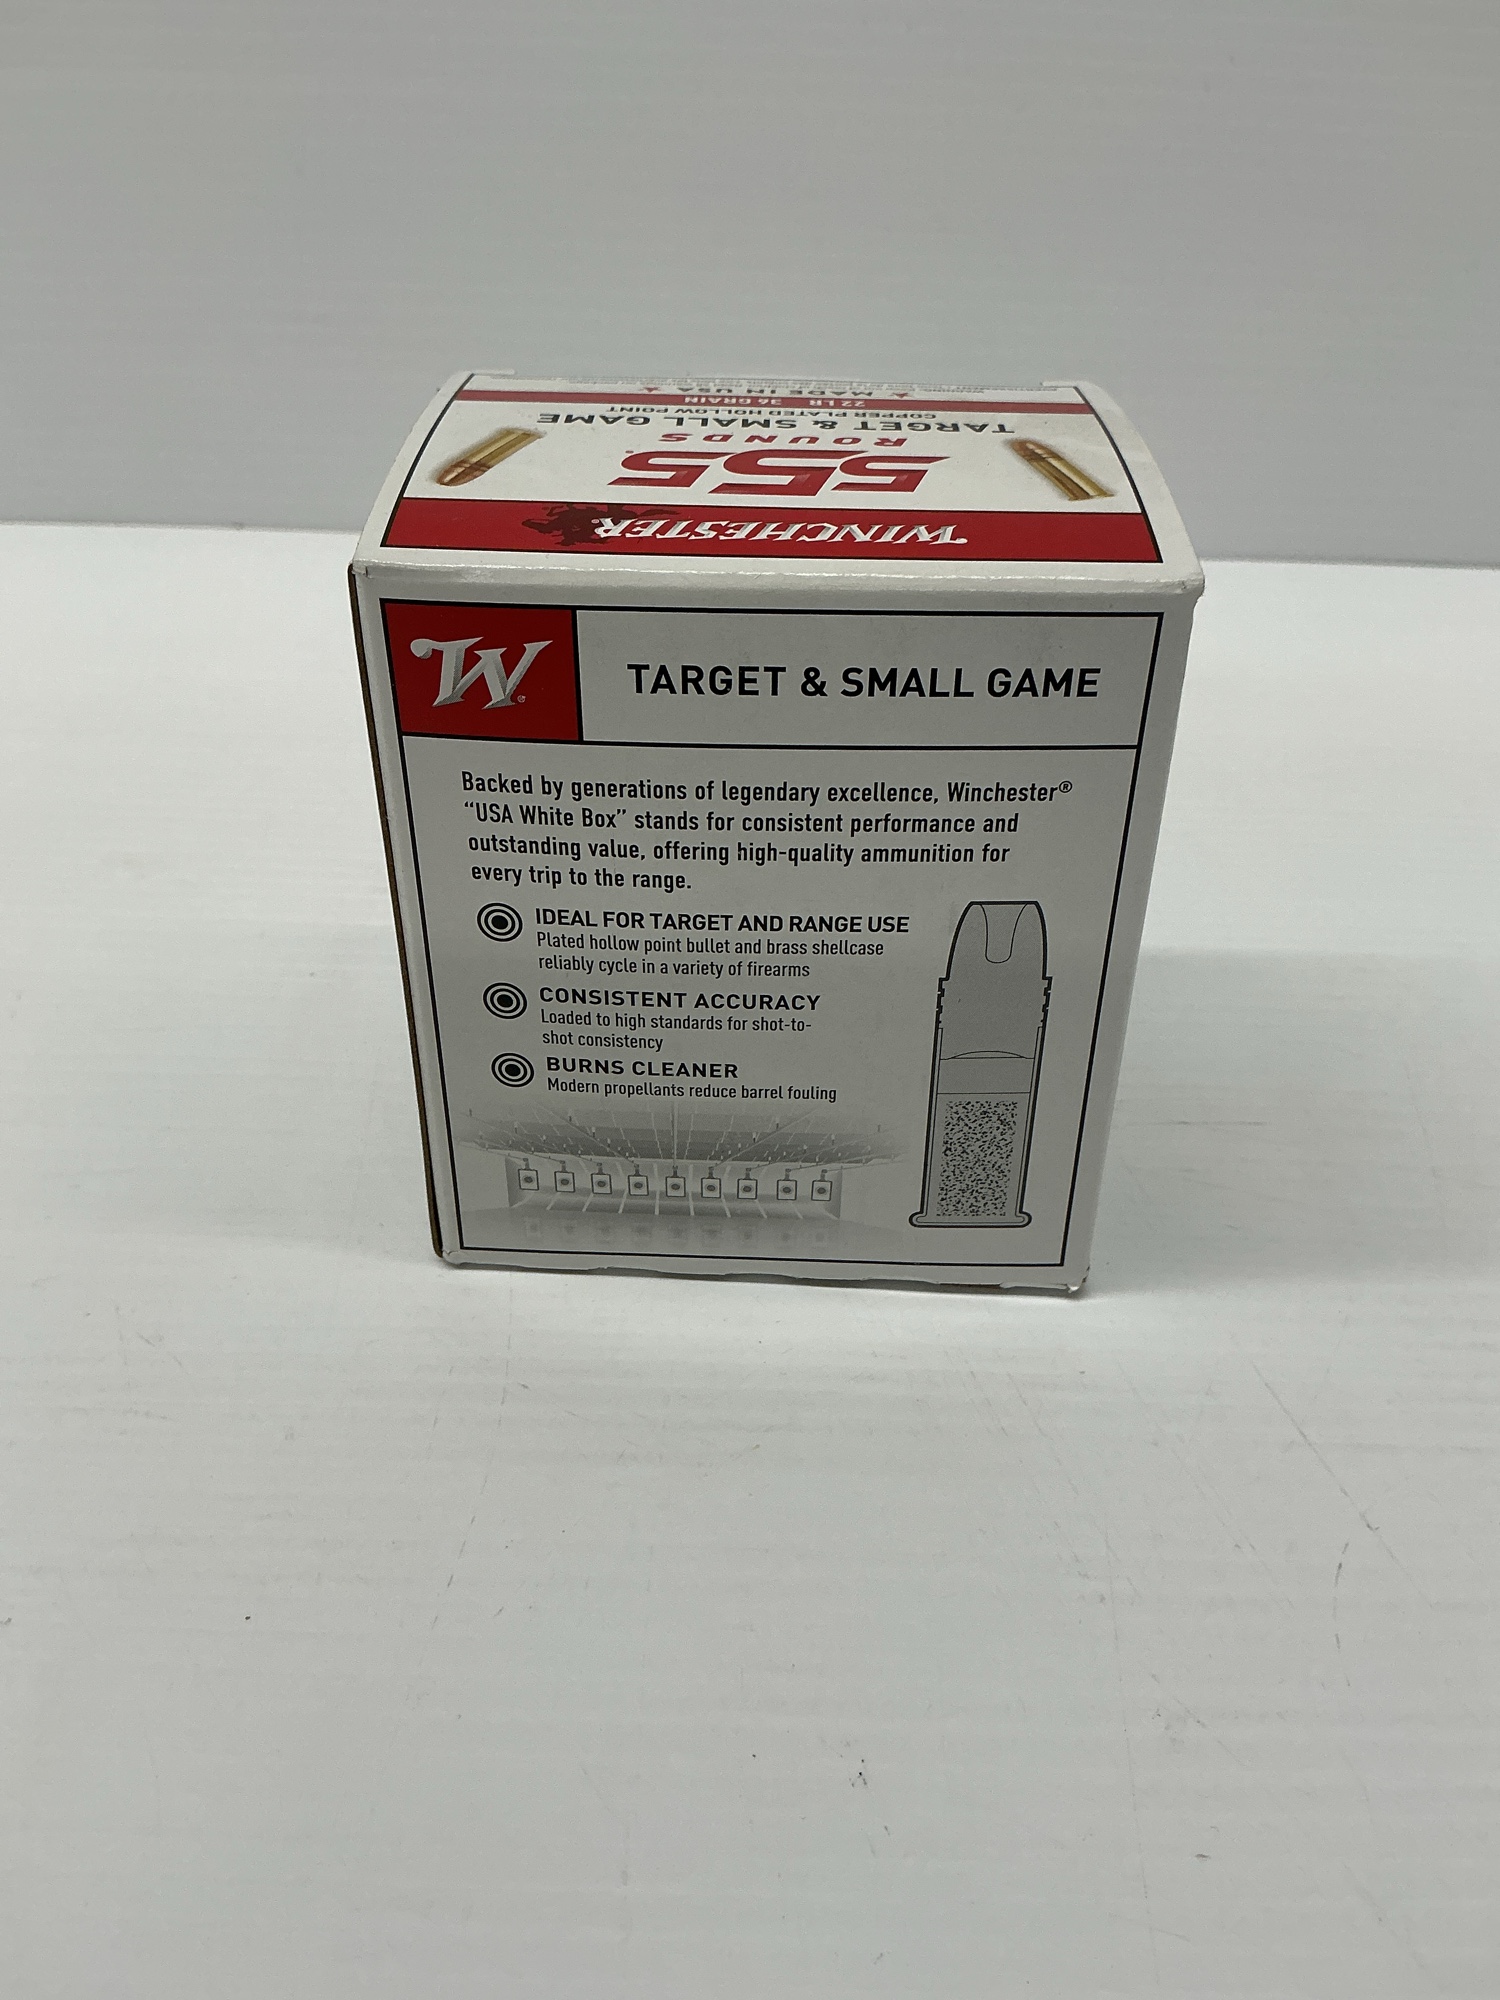 ★ MADE IN USA ★
22 LR 36 GRAIN
COPPER PLATED HOLLOW POINT
TARGET & SMALL GAME
555®
ROUNDS
WINCHESTER®
W®
TARGET & SMALL GAME
Backed by generations of legendary excellence, Winchester®
“USA White Box” stands for consistent performance and
outstanding value, offering high-quality ammunition for
every trip to the range.
IDEAL FOR TARGET AND RANGE USE
Plated hollow point bullet and brass shellcase
reliably cycle in a variety of firearms
CONSISTENT ACCURACY
Loaded to high standards for shot-to-
shot consistency
BURNS CLEANER
Modern propellants reduce barrel fouling